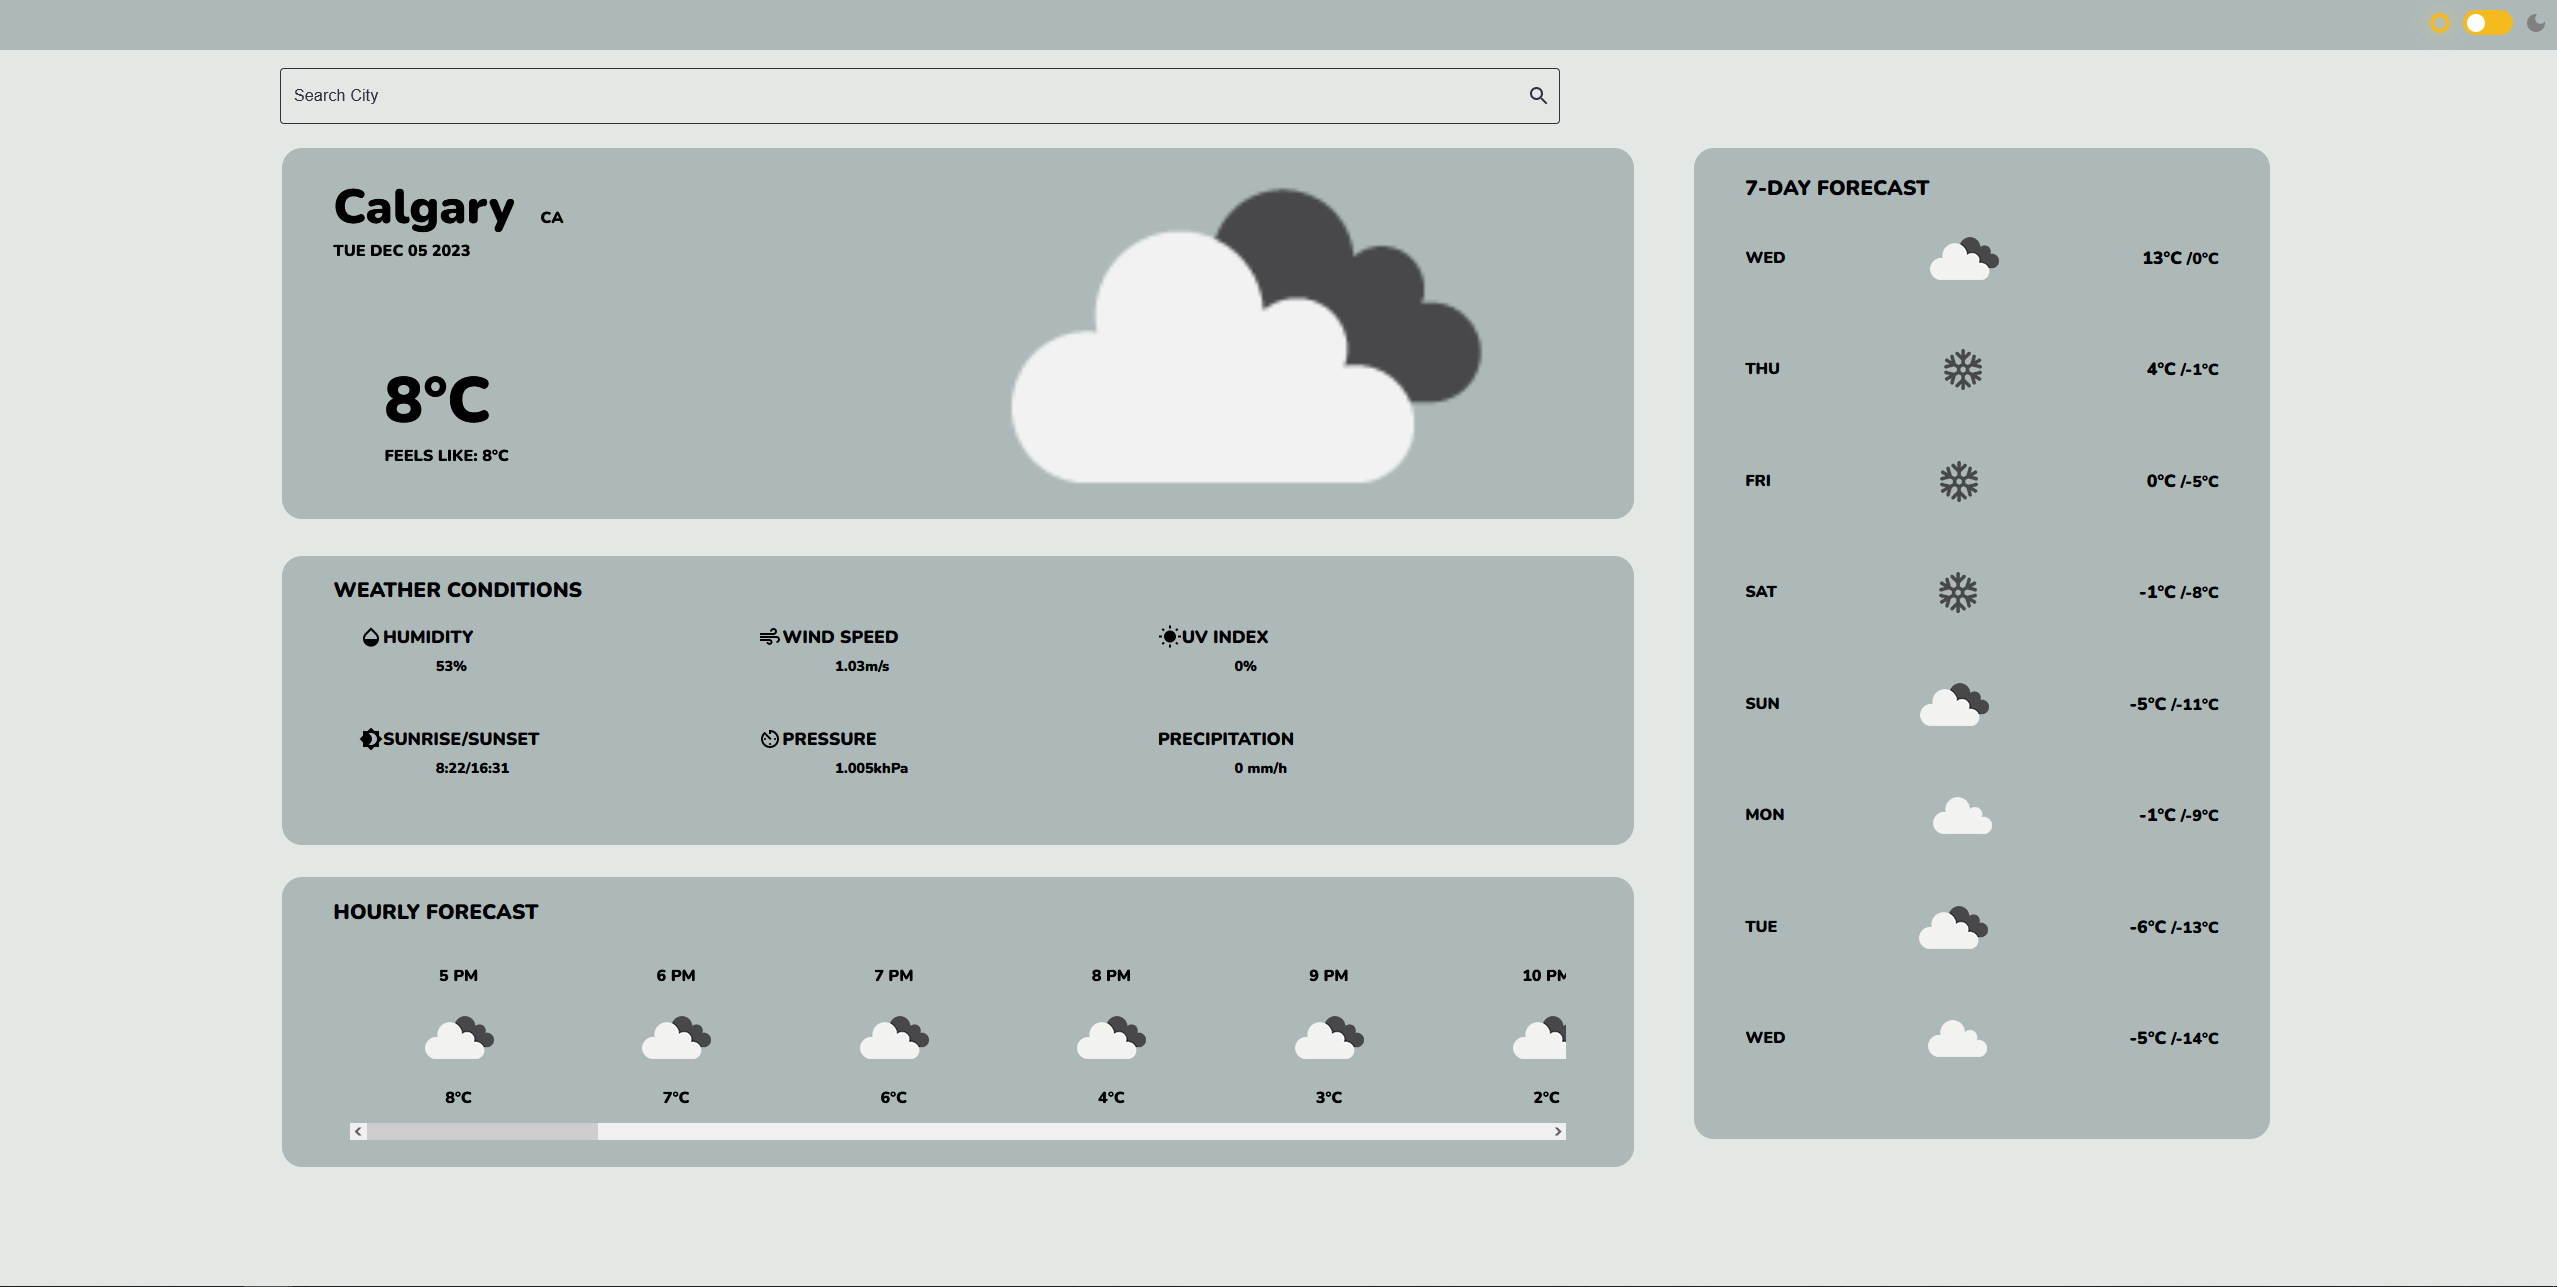 Search City
Calgary CA
TUE DEC 05 2023
8°C
FEELS LIKE: 8°C
WEATHER CONDITIONS
HUMIDITY
53%
WIND SPEED
1.03m/s
UV INDEX
0%
SUNRISE/SUNSET
8:22/16:31
PRESSURE
1.005khPa
PRECIPITATION
0 mm/h
HOURLY FORECAST
5 PM
8°C
6 PM
7°C
7 PM
6°C
8 PM
4°C
9 PM
3°C
10 PM
2°C
7-DAY FORECAST
WED 13°C /0°C
THU 4°C /-1°C
FRI 0°C /-5°C
SAT -1°C /-8°C
SUN -5°C /-11°C
MON -1°C /-9°C
TUE -6°C /-13°C
WED -5°C /-14°C